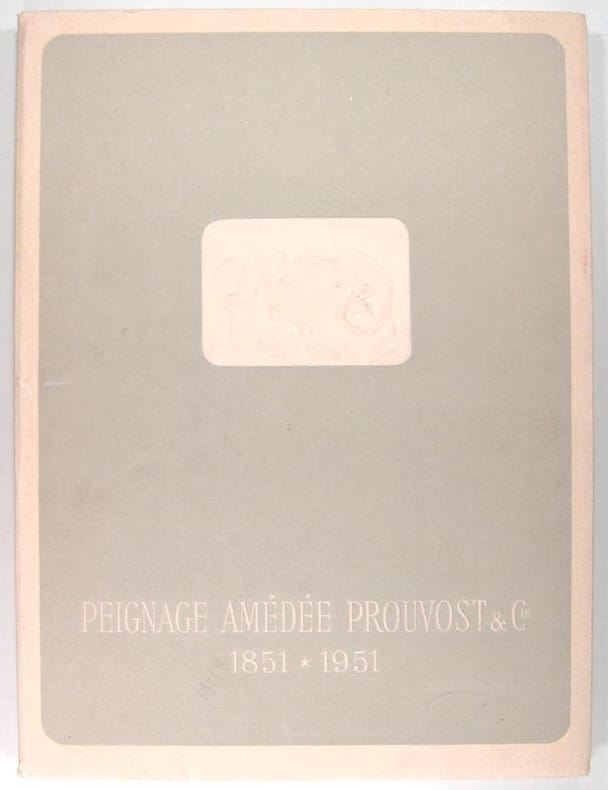 PEIGNAGE AMÉDÉE PROUVOST & Cie
1851 * 1951